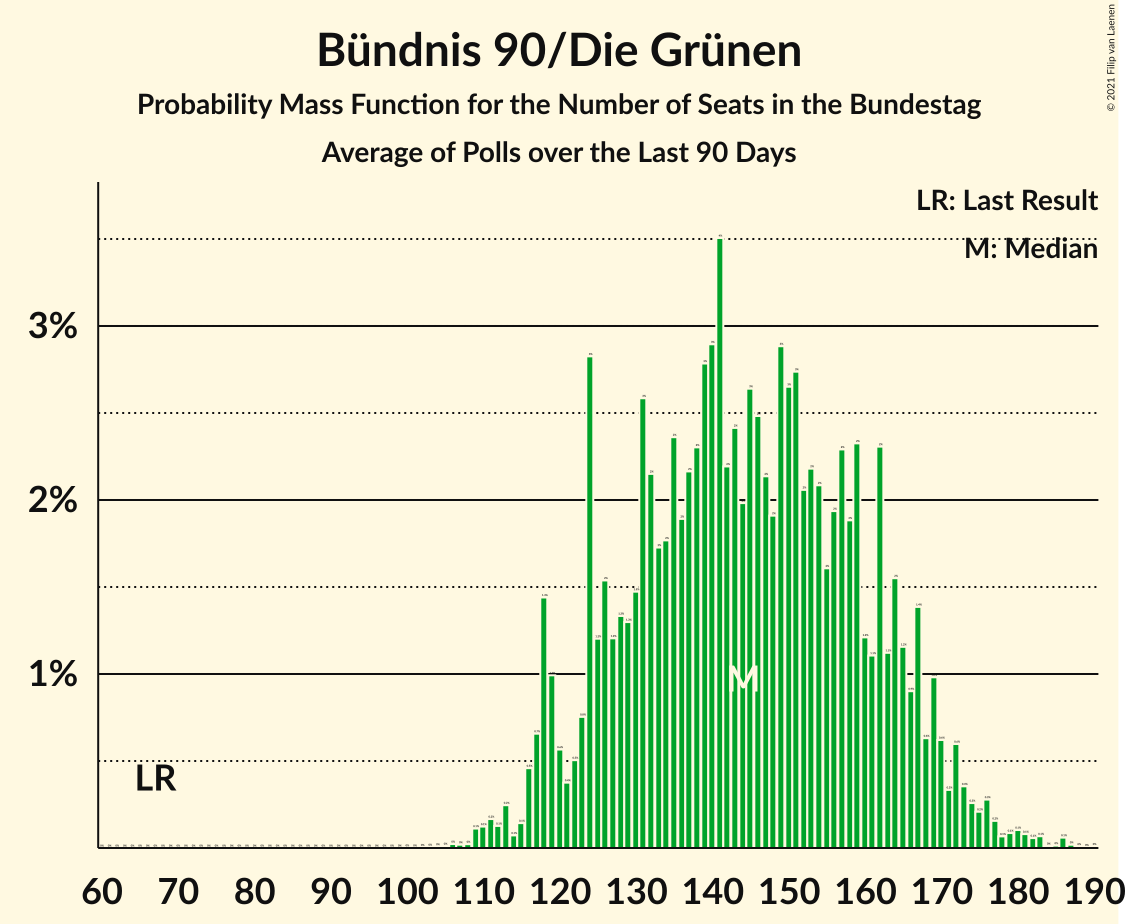 Bündnis 90/Die Grünen
Probability Mass Function for the Number of Seats in the Bundestag
Average of Polls over the Last 90 Days
© 2021 Filip van Laenen
LR: Last Result
M: Median
3%
2%
1%
M
LR
60 70 80 90 100 110 120 130 140 150 160 170 180 190